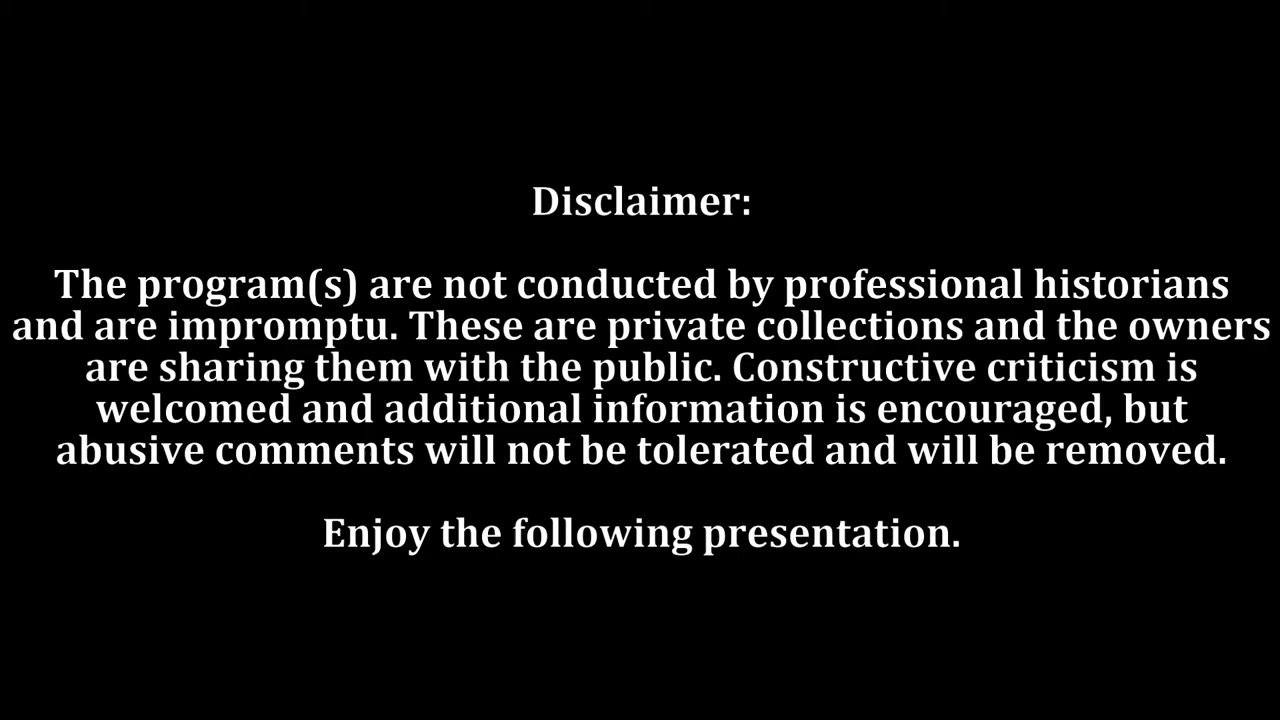 Disclaimer:
The program(s) are not conducted by professional historians
and are impromptu. These are private collections and the owners
are sharing them with the public. Constructive criticism is
welcomed and additional information is encouraged, but
abusive comments will not be tolerated and will be removed.
Enjoy the following presentation.